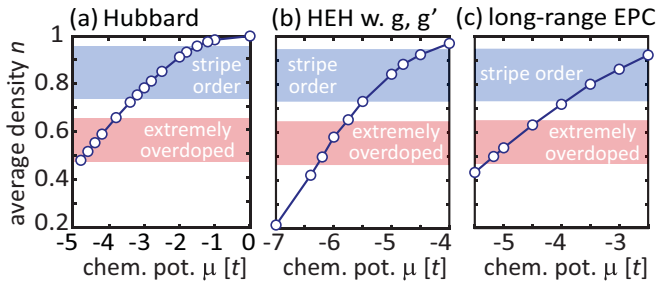 (a) Hubbard
(b) HEH w. g, g’
(c) long-range EPC
average density n
1
0.8
0.6
0.4
0.2
stripe
order
extremely
overdoped
stripe
order
extremely
overdoped
stripe order
extremely
overdoped
-5 -4 -3 -2 -1 0
-7 -6 -5 -4
-5 -4 -3
chem. pot. μ [t]
chem. pot. μ [t]
chem. pot. μ [t]